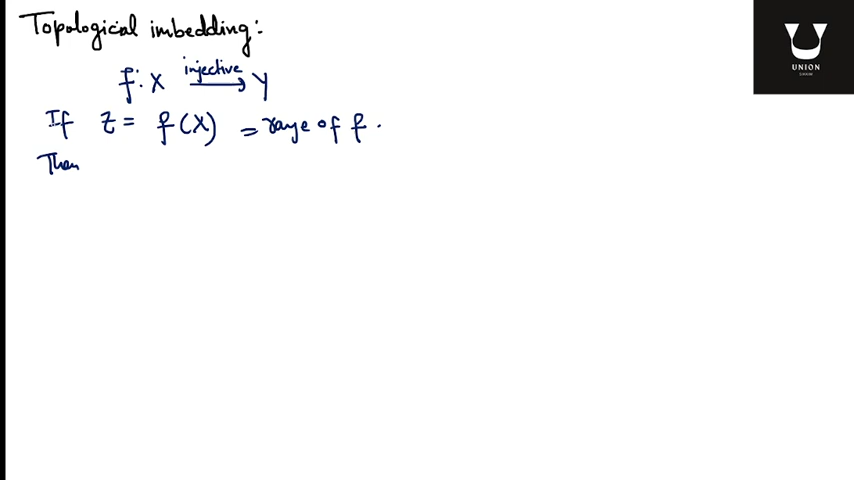 Topological imbedding:
f: X injective → Y
If Z = f(X) = range of f.
Then
UNION